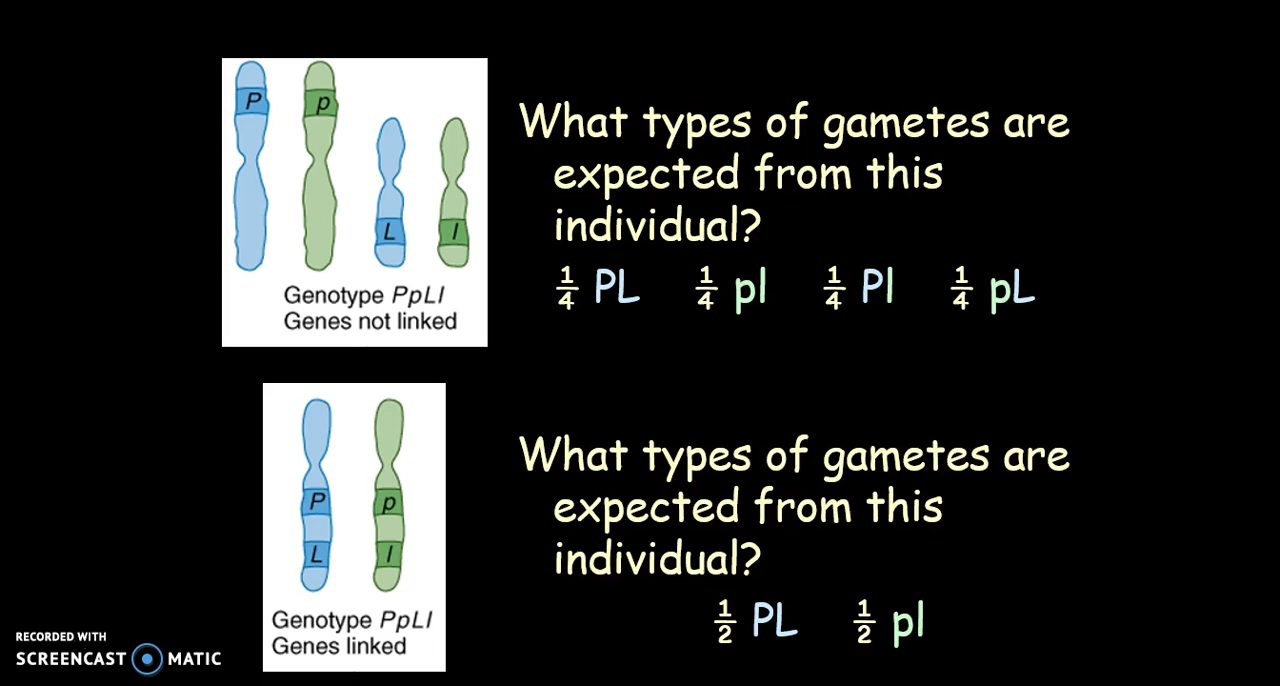 P p
L l
Genotype PpLl
Genes not linked
What types of gametes are
expected from this
individual?
1/4 PL 1/4 pl 1/4 Pl 1/4 pL
P p
L l
Genotype PpLl
Genes linked
What types of gametes are
expected from this
individual?
1/2 PL 1/2 pl
RECORDED WITH
SCREENCAST MATIC